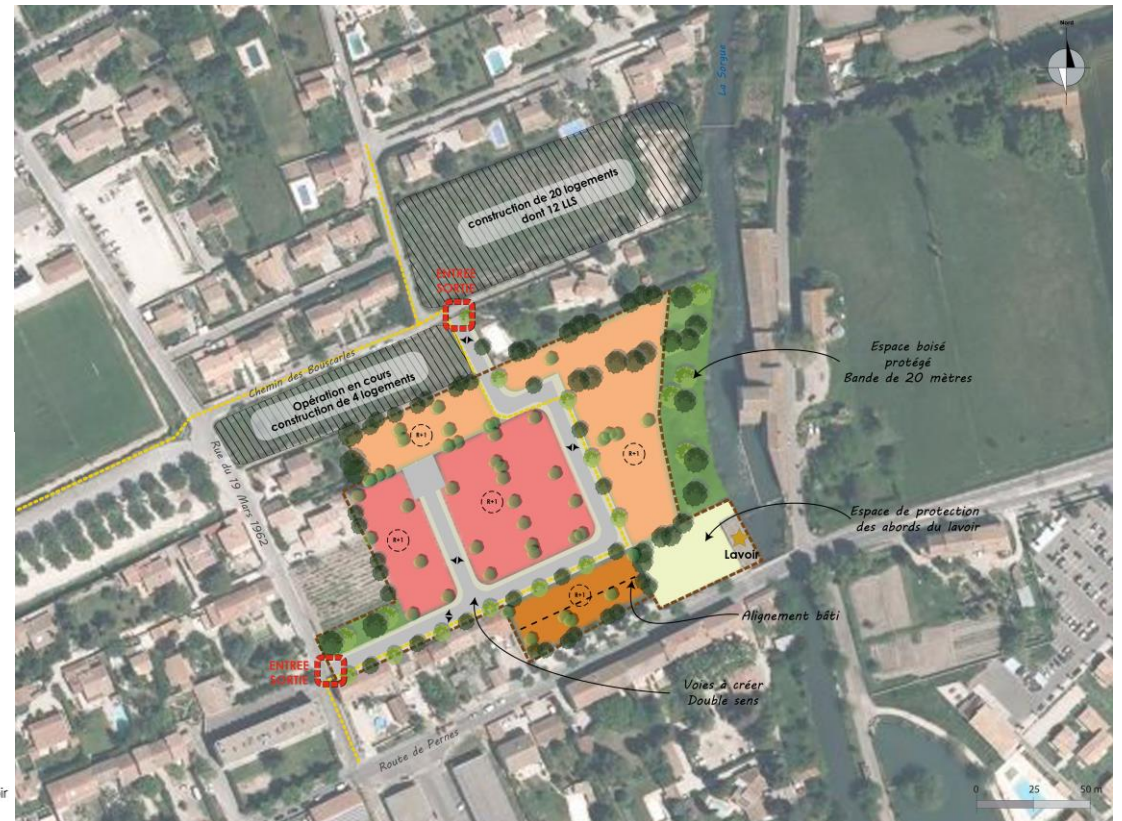 Nord
La Sorgue
construction de 20 logements
dont 12 LLS
ENTREE
SORTIE
Chemin des Bouscarles
Opération en cours
construction de 4 logements
Espace boisé
protégé
Bande de 20 mètres
Rue du 19 Mars 1962
R+1
R+1
R+1
R+1
Espace de protection
des abords du lavoir
Lavoir
R+1
Alignement bâti
ENTREE
SORTIE
Voies à créer
Double sens
Route de Pernes
0 25 50 m
ir